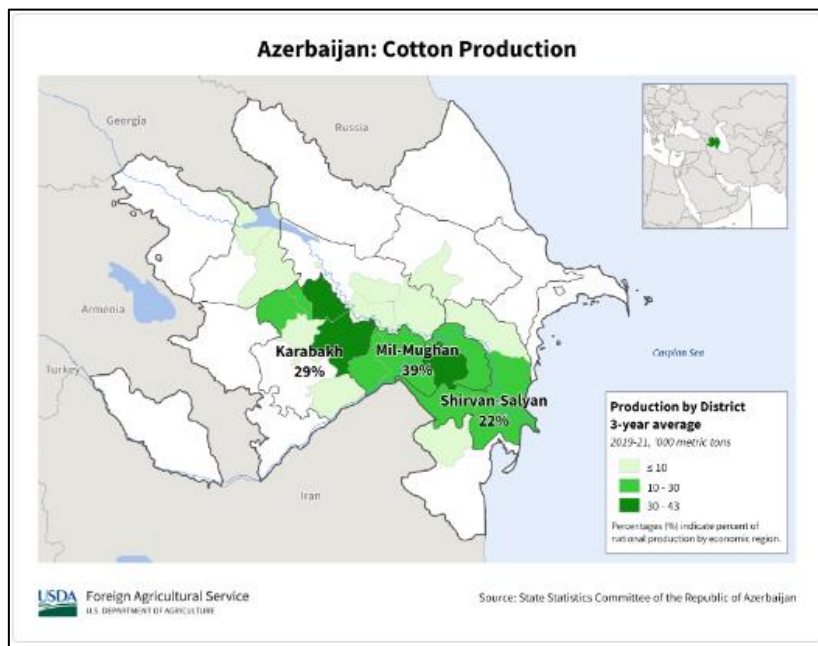 Azerbaijan: Cotton Production
Georgia
Russia
Armenia
Turkey
Iran
Caspian Sea
Karabakh
29%
Mil-Mughan
39%
Shirvan-Salyan
22%
Production by District
3-year average
2019-21, '000 metric tons
≤ 10
10 - 30
30 - 43
Percentages (%) indicate percent of
national production by economic region.
USDA
Foreign Agricultural Service
U.S. DEPARTMENT OF AGRICULTURE
Source: State Statistics Committee of the Republic of Azerbaijan